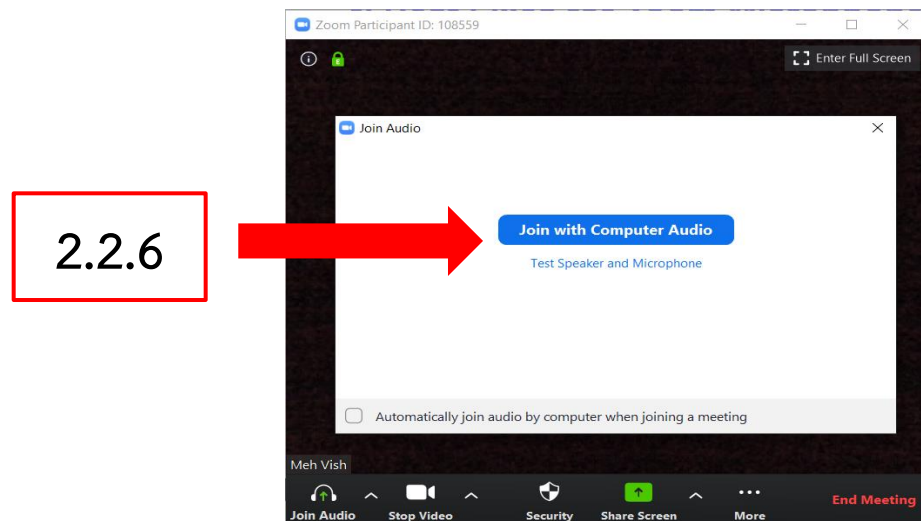 Zoom Participant ID: 108559
Enter Full Screen
Join Audio
2.2.6
Join with Computer Audio
Test Speaker and Microphone
Automatically join audio by computer when joining a meeting
Meh Vish
Join Audio Stop Video Security Share Screen More End Meeting